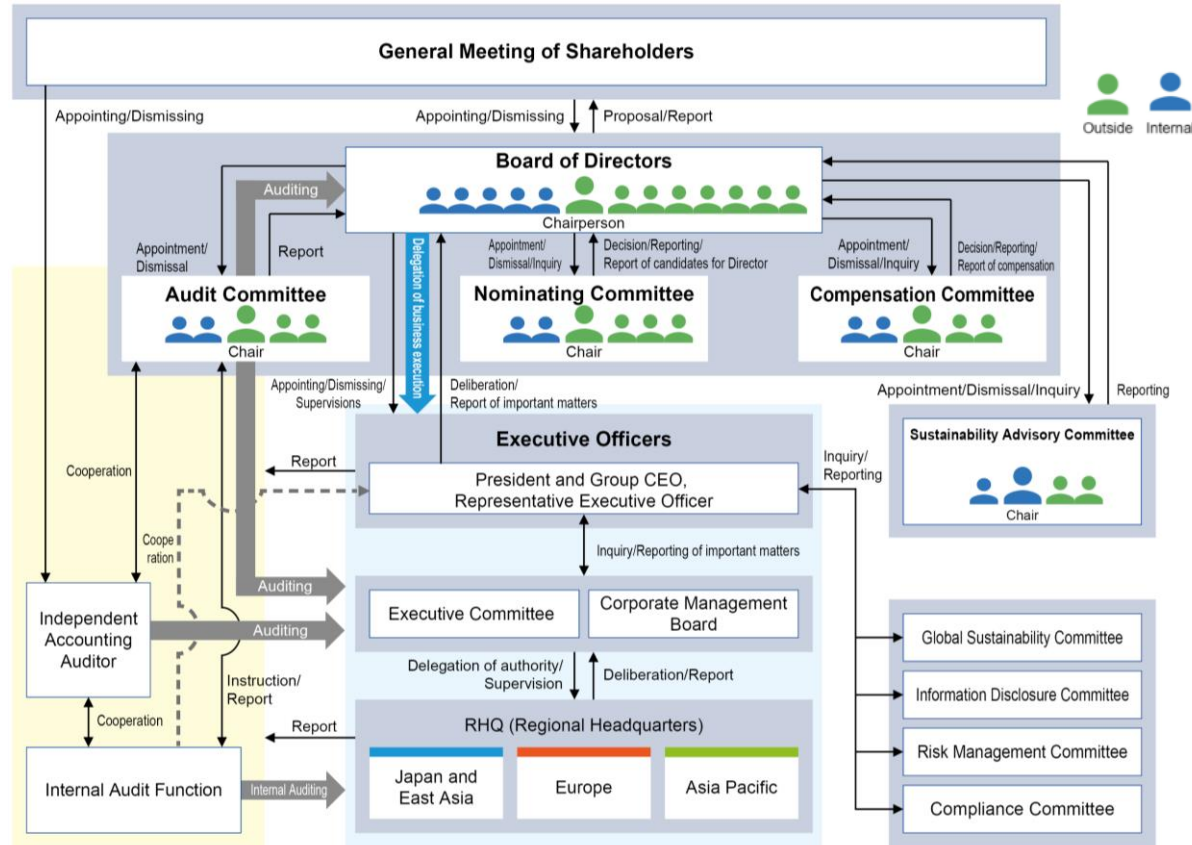 General Meeting of Shareholders
Outside
Internal
Appointing/Dismissing
Appointing/Dismissing
Proposal/Report
Board of Directors
Chairperson
Auditing
Appointment/
Dismissal
Report
Delegation of business execution
Appointment/
Dismissal/Inquiry
Decision/Reporting/
Report of candidates for Director
Appointment/
Dismissal/Inquiry
Decision/Reporting/
Report of compensation
Audit Committee
Chair
Nominating Committee
Chair
Compensation Committee
Chair
Appointing/Dismissing/
Supervisions
Deliberation/
Report of important matters
Appointment/Dismissal/Inquiry
Reporting
Executive Officers
Sustainability Advisory Committee
Chair
Cooperation
Report
President and Group CEO,
Representative Executive Officer
Inquiry/
Reporting
Coope
ration
Inquiry/Reporting of important matters
Auditing
Independent
Accounting
Auditor
Auditing
Executive Committee
Corporate Management
Board
Global Sustainability Committee
Delegation of authority/
Supervision
Deliberation/Report
Instruction/
Report
Information Disclosure Committee
Cooperation
Report
RHQ (Regional Headquarters)
Risk Management Committee
Internal Audit Function
Internal Auditing
Japan and
East Asia
Europe
Asia Pacific
Compliance Committee